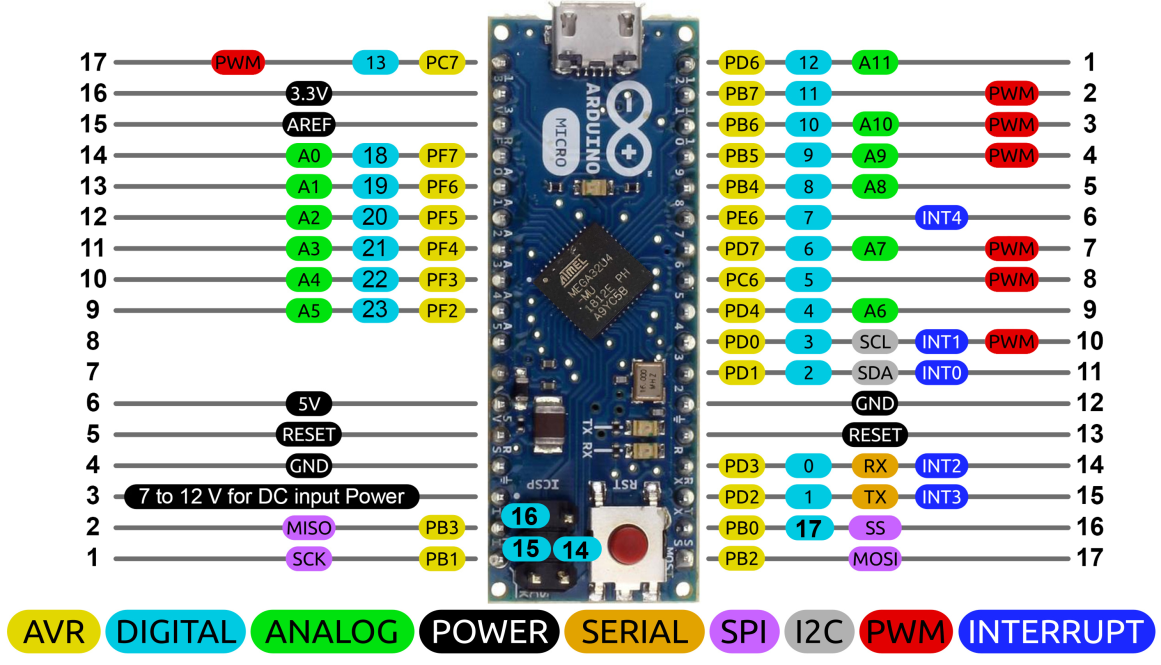 17 PWM 13 PC7 PD6 12 A11 1
16 3.3V PB7 11 PWM 2
15 AREF PB6 10 A10 PWM 3
14 A0 18 PF7 PB5 9 A9 PWM 4
13 A1 19 PF6 PB4 8 A8 5
12 A2 20 PF5 PE6 7 INT4 6
11 A3 21 PF4 PD7 6 A7 PWM 7
10 A4 22 PF3 PC6 5 PWM 8
9 A5 23 PF2 PD4 4 A6 9
8 PD0 3 SCL INT1 PWM 10
7 PD1 2 SDA INT0 11
6 5V GND 12
5 RESET RESET 13
4 GND PD3 0 RX INT2 14
3 7 to 12 V for DC input Power PD2 1 TX INT3 15
2 MISO PB3 16 PB0 17 SS 16
1 SCK PB1 15 14 PB2 MOSI 17
ARDUINO
MICRO
ATMEL
MEGA32U4
-MU PH
1812E
A9YC5B
TX
RX
ICSP
RST
AVR DIGITAL ANALOG POWER SERIAL SPI I2C PWM INTERRUPT